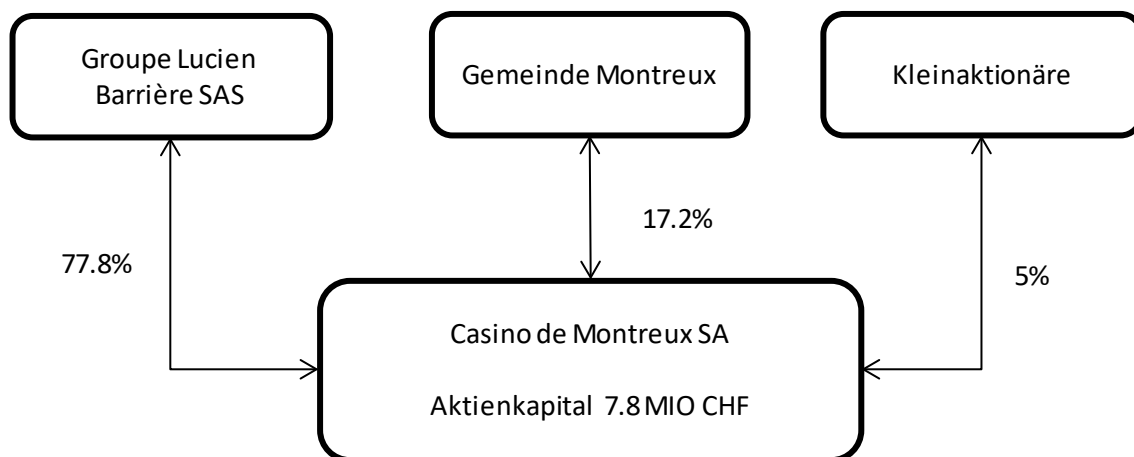 Groupe Lucien
Barrière SAS
Gemeinde Montreux
Kleinaktionäre
77.8%
17.2%
5%
Casino de Montreux SA
Aktienkapital 7.8 MIO CHF